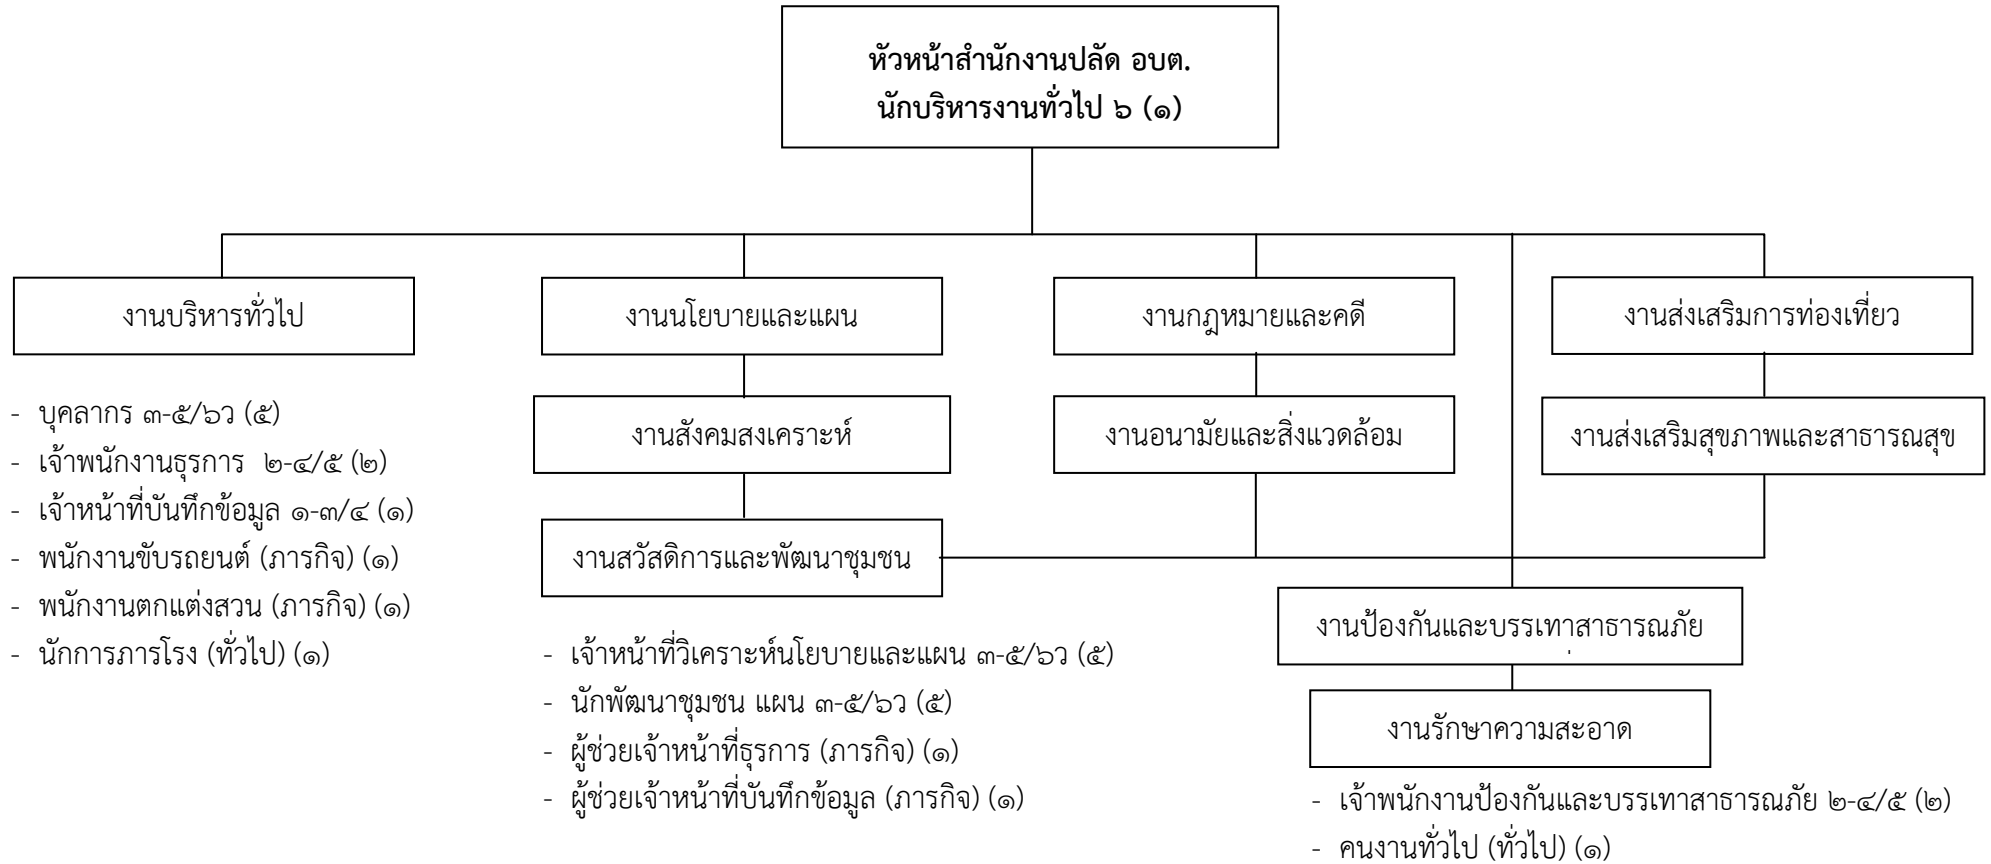 หัวหน้าสำนักงานปลัด อบต.
นักบริหารงานทั่วไป ๖ (๑)
งานบริหารทั่วไป
งานนโยบายและแผน
งานกฎหมายและคดี
งานส่งเสริมการท่องเที่ยว
งานสังคมสงเคราะห์
งานอนามัยและสิ่งแวดล้อม
งานส่งเสริมสุขภาพและสาธารณสุข
งานสวัสดิการและพัฒนาชุมชน
งานป้องกันและบรรเทาสาธารณภัย
งานรักษาความสะอาด
- บุคลากร ๓-๕/๖ว (๕)
- เจ้าพนักงานธุรการ ๒-๔/๕ (๒)
- เจ้าหน้าที่บันทึกข้อมูล ๑-๓/๔ (๑)
- พนักงานขับรถยนต์ (ภารกิจ) (๑)
- พนักงานตกแต่งสวน (ภารกิจ) (๑)
- นักการภารโรง (ทั่วไป) (๑)
- เจ้าหน้าที่วิเคราะห์นโยบายและแผน ๓-๕/๖ว (๕)
- นักพัฒนาชุมชน แผน ๓-๕/๖ว (๕)
- ผู้ช่วยเจ้าหน้าที่ธุรการ (ภารกิจ) (๑)
- ผู้ช่วยเจ้าหน้าที่บันทึกข้อมูล (ภารกิจ) (๑)
- เจ้าพนักงานป้องกันและบรรเทาสาธารณภัย ๒-๔/๕ (๒)
- คนงานทั่วไป (ทั่วไป) (๑)